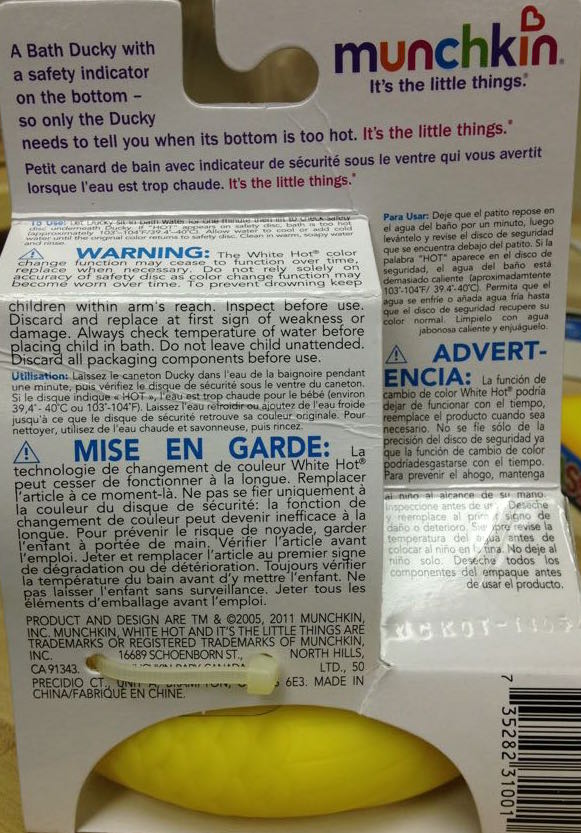 munchkin®
It's the little things.®
A Bath Ducky with
a safety indicator
on the bottom –
so only the Ducky
needs to tell you when its bottom is too hot. It's the little things.®
Petit canard de bain avec indicateur de sécurité sous le ventre qui vous avertit
lorsque l'eau est trop chaude. It's the little things.®
To Use: Let Ducky sit in bath water for one minute then lift to check safety
disc underneath Ducky. If "HOT" appears on safety disc, bath is too hot
(approximately 103°-104°F/39.4°-40°C). Allow water to cool or add cold
water until the original color returns to safety disc. Clean in warm, soapy water
and rinse.
⚠ WARNING: The White Hot® color
change function may cease to function over time,
replace when necessary. Do not rely solely on
accuracy of safety disc as color change function may
become worn over time. To prevent drowning keep
children within arm's reach. Inspect before use.
Discard and replace at first sign of weakness or
damage. Always check temperature of water before
placing child in bath. Do not leave child unattended.
Discard all packaging components before use.
Utilisation: Laissez le caneton Ducky dans l'eau de la baignoire pendant
une minute, puis vérifiez le disque de sécurité sous le ventre du caneton.
Si le disque indique « HOT », l'eau est trop chaude pour le bébé (environ
39,4°- 40°C ou 103°-104°F). Laissez l'eau refroidir ou ajoutez de l'eau froide
jusqu'à ce que le disque de sécurité retrouve sa couleur originale. Pour
nettoyer, utilisez de l'eau chaude et savonneuse, puis rincez.
⚠ MISE EN GARDE: La
technologie de changement de couleur White Hot®
peut cesser de fonctionner à la longue. Remplacer
l'article à ce moment-là. Ne pas se fier uniquement à
la couleur du disque de sécurité: la fonction de
changement de couleur peut devenir inefficace à la
longue. Pour prévenir le risque de noyade, garder
l'enfant à portée de main. Vérifier l'article avant
l'emploi. Jeter et remplacer l'article au premier signe
de dégradation ou de détérioration. Toujours vérifier
la température du bain avant d'y mettre l'enfant. Ne
pas laisser l'enfant sans surveillance. Jeter tous les
éléments d'emballage avant l'emploi.
PRODUCT AND DESIGN ARE TM & ©2005, 2011 MUNCHKIN,
INC. MUNCHKIN, WHITE HOT AND IT'S THE LITTLE THINGS ARE
TRADEMARKS OR REGISTERED TRADEMARKS OF MUNCHKIN,
INC. 16689 SCHOENBORN ST., NORTH HILLS,
CA 91343. MUNCHKIN BABY CANADA LTD., 50
PRECIDIO CT., UNIT A, BRAMPTON, 6E3. MADE IN
CHINA/FABRIQUÉ EN CHINE.
Para Usar: Deje que el patito repose en
el agua del baño por un minuto, luego
levántelo y revise el disco de seguridad
que se encuentra debajo del patito. Si la
palabra "HOT" aparece en el disco de
seguridad, el agua del baño está
demasiado caliente (aproximadamente
103°-104°F/ 39.4°-40°C). Permita que el
agua se enfríe o añada agua fría hasta
que el disco de seguridad recupere su
color normal. Límpielo con agua
jabonosa caliente y enjuáguelo.
⚠ ADVERT-
ENCIA: La función de
cambio de color White Hot® podría
dejar de funcionar con el tiempo,
reemplace el producto cuando sea
necesario. No se fíe sólo de la
precisión del disco de seguridad ya
que la función de cambio de color
podríadesgastarse con el tiempo.
Para prevenir el ahogo, mantenga
al niño al alcance de su mano.
Inspeccione antes de usar. Deseche
y reemplace al primer signo de
daño o deterioro. Siempre revise la
temperatura del agua antes de
colocar al niño en la tina. No deje al
niño solo. Deseche todos los
componentes del empaque antes
de usar el producto.
7 35282 31001